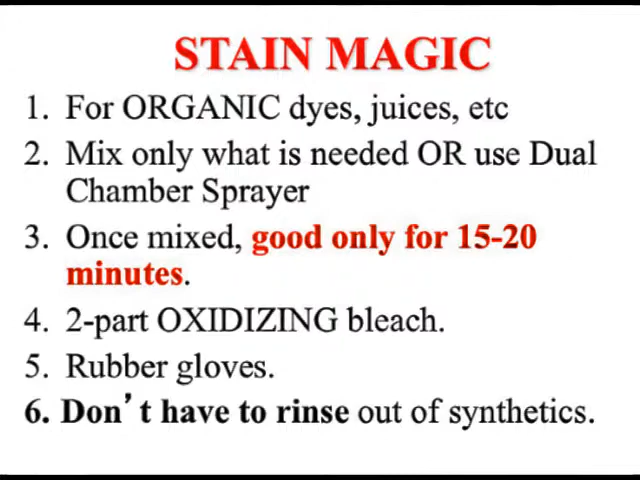 STAIN MAGIC
1. For ORGANIC dyes, juices, etc
2. Mix only what is needed OR use Dual
Chamber Sprayer
3. Once mixed, good only for 15-20
minutes.
4. 2-part OXIDIZING bleach.
5. Rubber gloves.
6. Don't have to rinse out of synthetics.